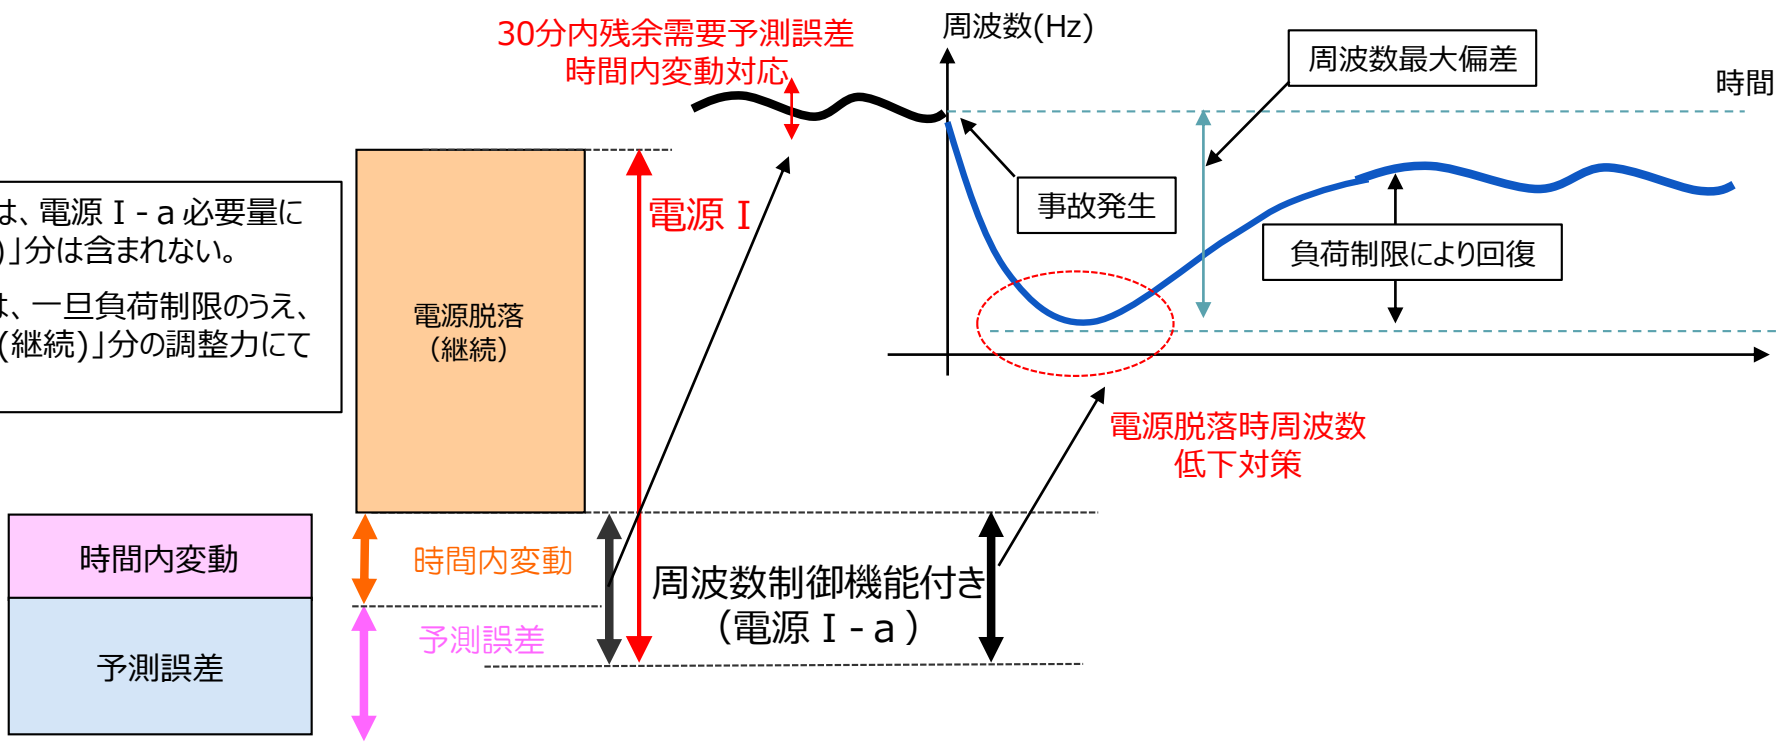 30分内残余需要予測誤差
時間内変動対応
周波数(Hz)
周波数最大偏差
時間
事故発生
負荷制限により回復
電源脱落時周波数
低下対策
は、電源Ⅰ-a必要量に
)」分は含まれない。
は、一旦負荷制限のうえ、
(継続)」分の調整力にて
電源脱落
(継続)
電源Ⅰ
時間内変動
予測誤差
時間内変動
予測誤差
周波数制御機能付き
(電源Ⅰ-a)